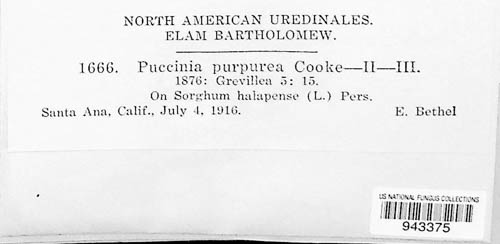 NORTH AMERICAN UREDINALES.
ELAM BARTHOLOMEW.
1666. Puccinia purpurea Cooke—II—III.
1876: Grevillea 5: 15.
On Sorghum halapense (L.) Pers.
Santa Ana, Calif., July 4, 1916. E. Bethel
US NATIONAL FUNGUS COLLECTIONS
943375